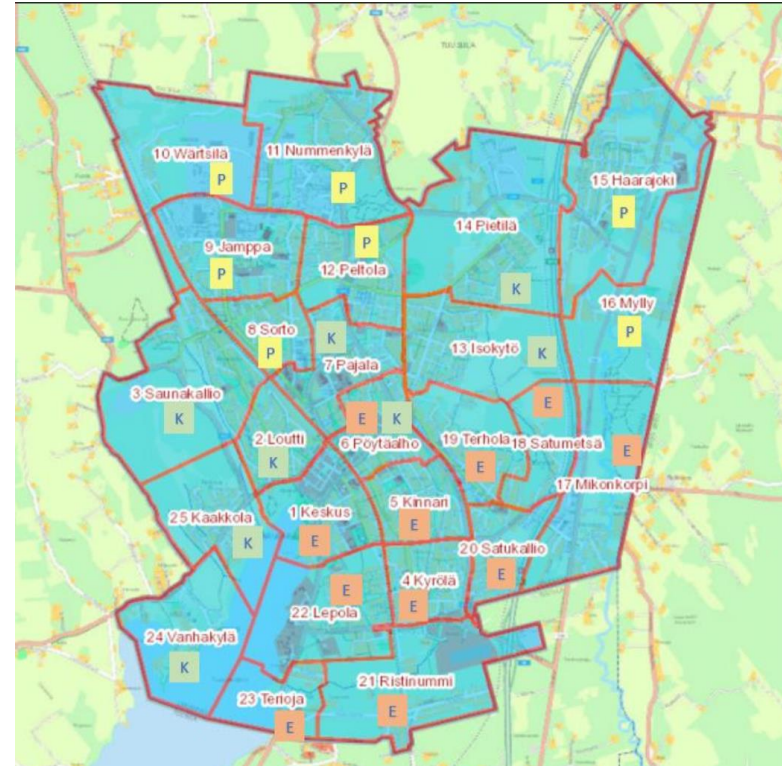 TUUSULA
10 Wärtsilä
P
11 Nummenkylä
P
15 Haarajoki
P
14 Pietilä
K
9 Jamppa
P
P
12 Peltola
16 Mylly
P
8 Sorto
P
K
7 Pajala
13 Isokytö
K
3 Saunakallio
K
E
K
6 Pöytäalho
E
2 Loutti
K
19 Terhola
E
18 Satumetsä
E
17 Mikonkorpi
5 Kinnari
E
1 Keskus
E
25 Kaakkola
K
20 Satukallio
E
E
22 Lepola
4 Kyrölä
E
24 Vanhakylä
K
21 Ristinummi
E
23 Terioja
E